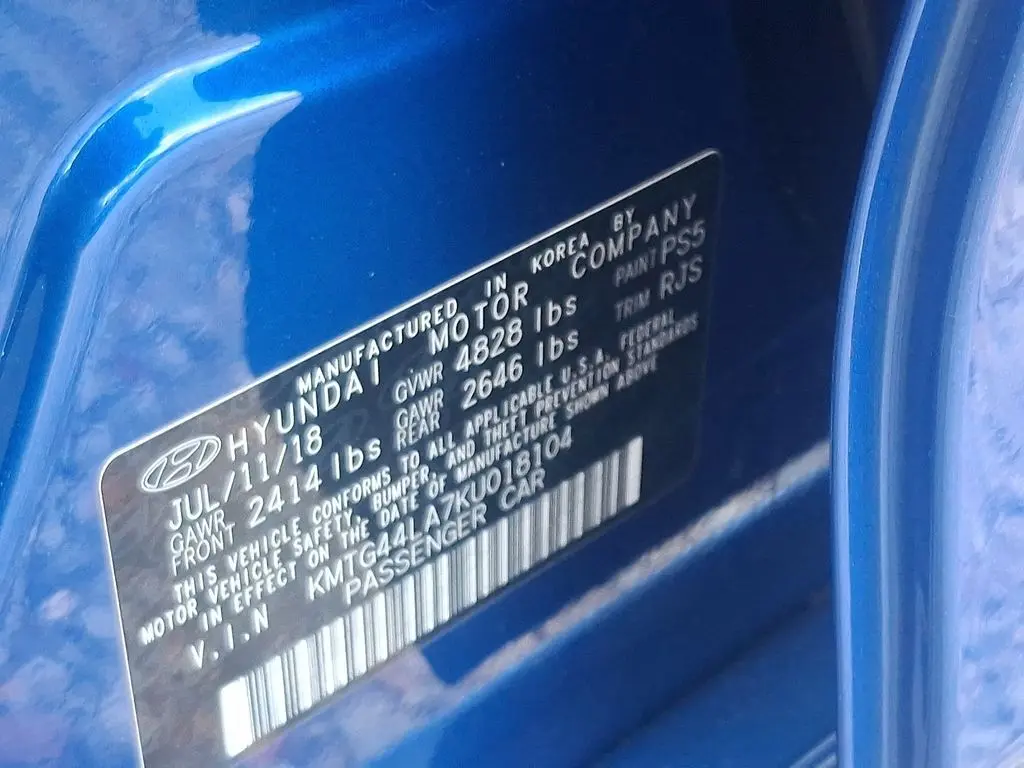 MANUFACTURED IN KOREA BY
HYUNDAI MOTOR COMPANY
JUL/11/18 GVWR 4828 lbs PAINT PS5
GAWR FRONT 2414 lbs GAWR REAR 2646 lbs TRIM RJS
THIS VEHICLE CONFORMS TO ALL APPLICABLE U.S.A. FEDERAL
MOTOR VEHICLE SAFETY, BUMPER, AND THEFT PREVENTION STANDARDS
IN EFFECT ON THE DATE OF MANUFACTURE SHOWN ABOVE
V.I.N KMTG44LA7KU018104
PASSENGER CAR